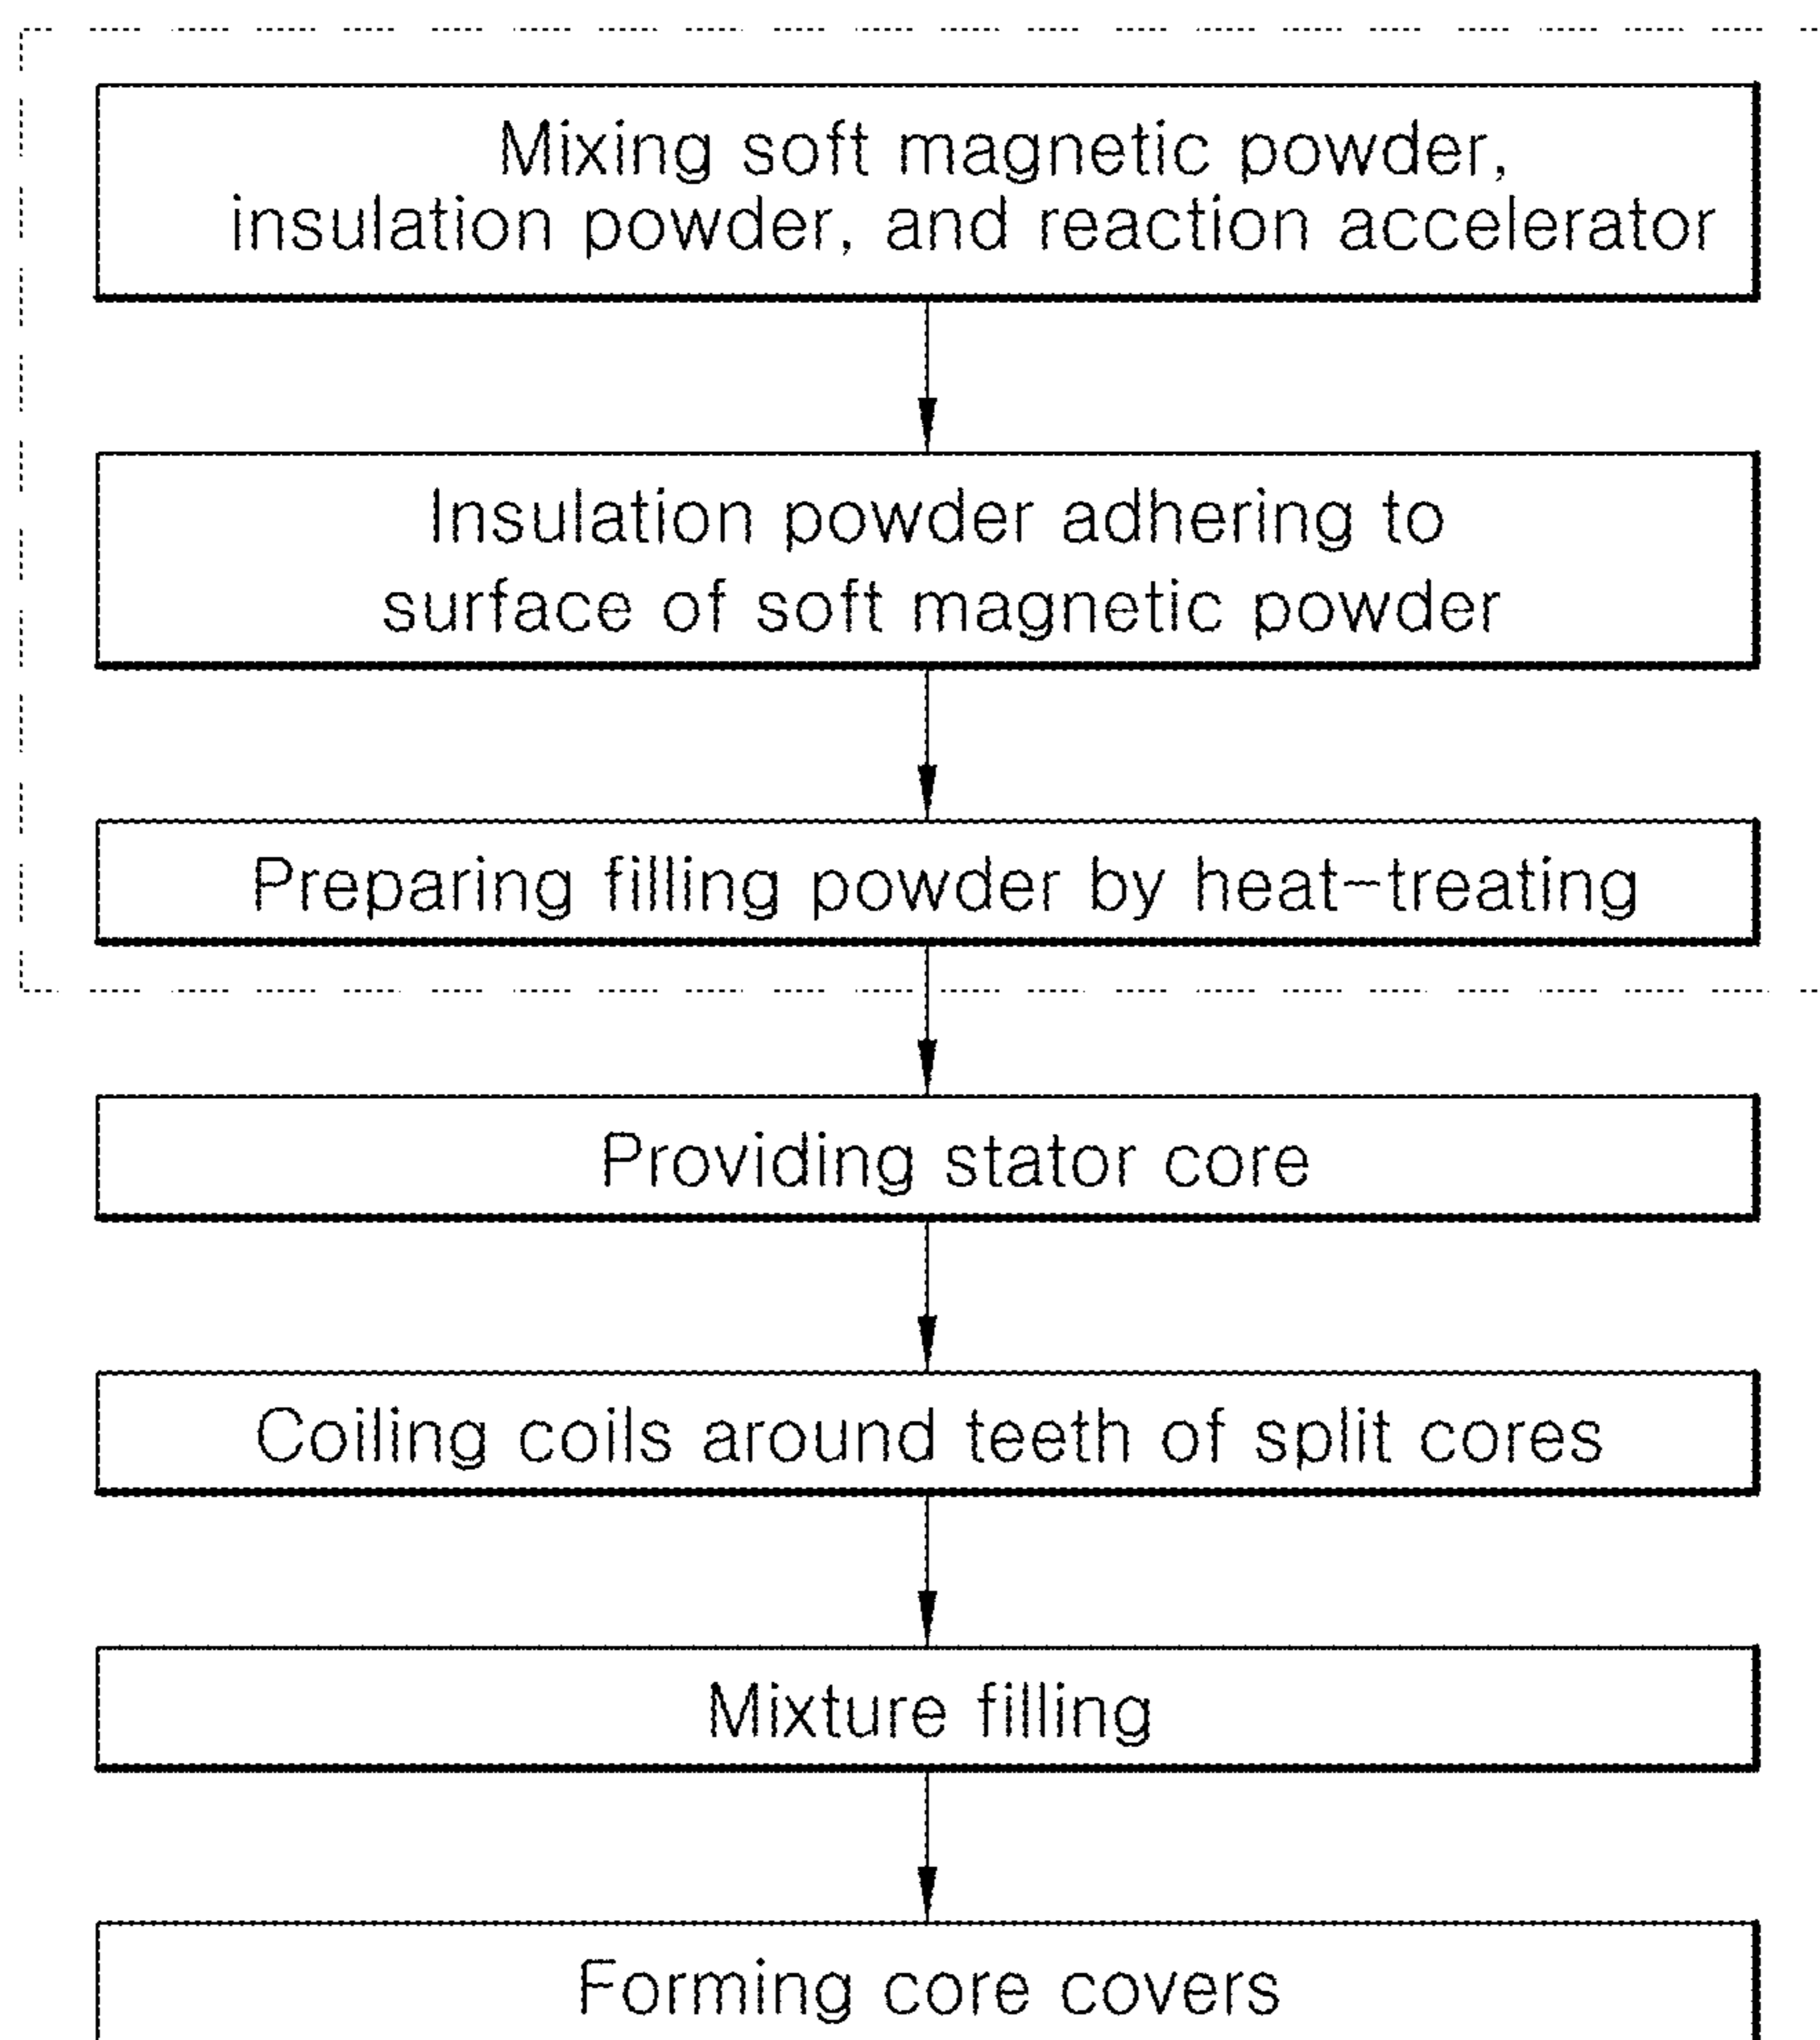 Mixing soft magnetic powder,
insulation powder, and reaction accelerator
Insulation powder adhering to
surface of soft magnetic powder
Preparing filling powder by heat-treating
Providing stator core
Coiling coils around teeth of split cores
Mixture filling
Forming core covers